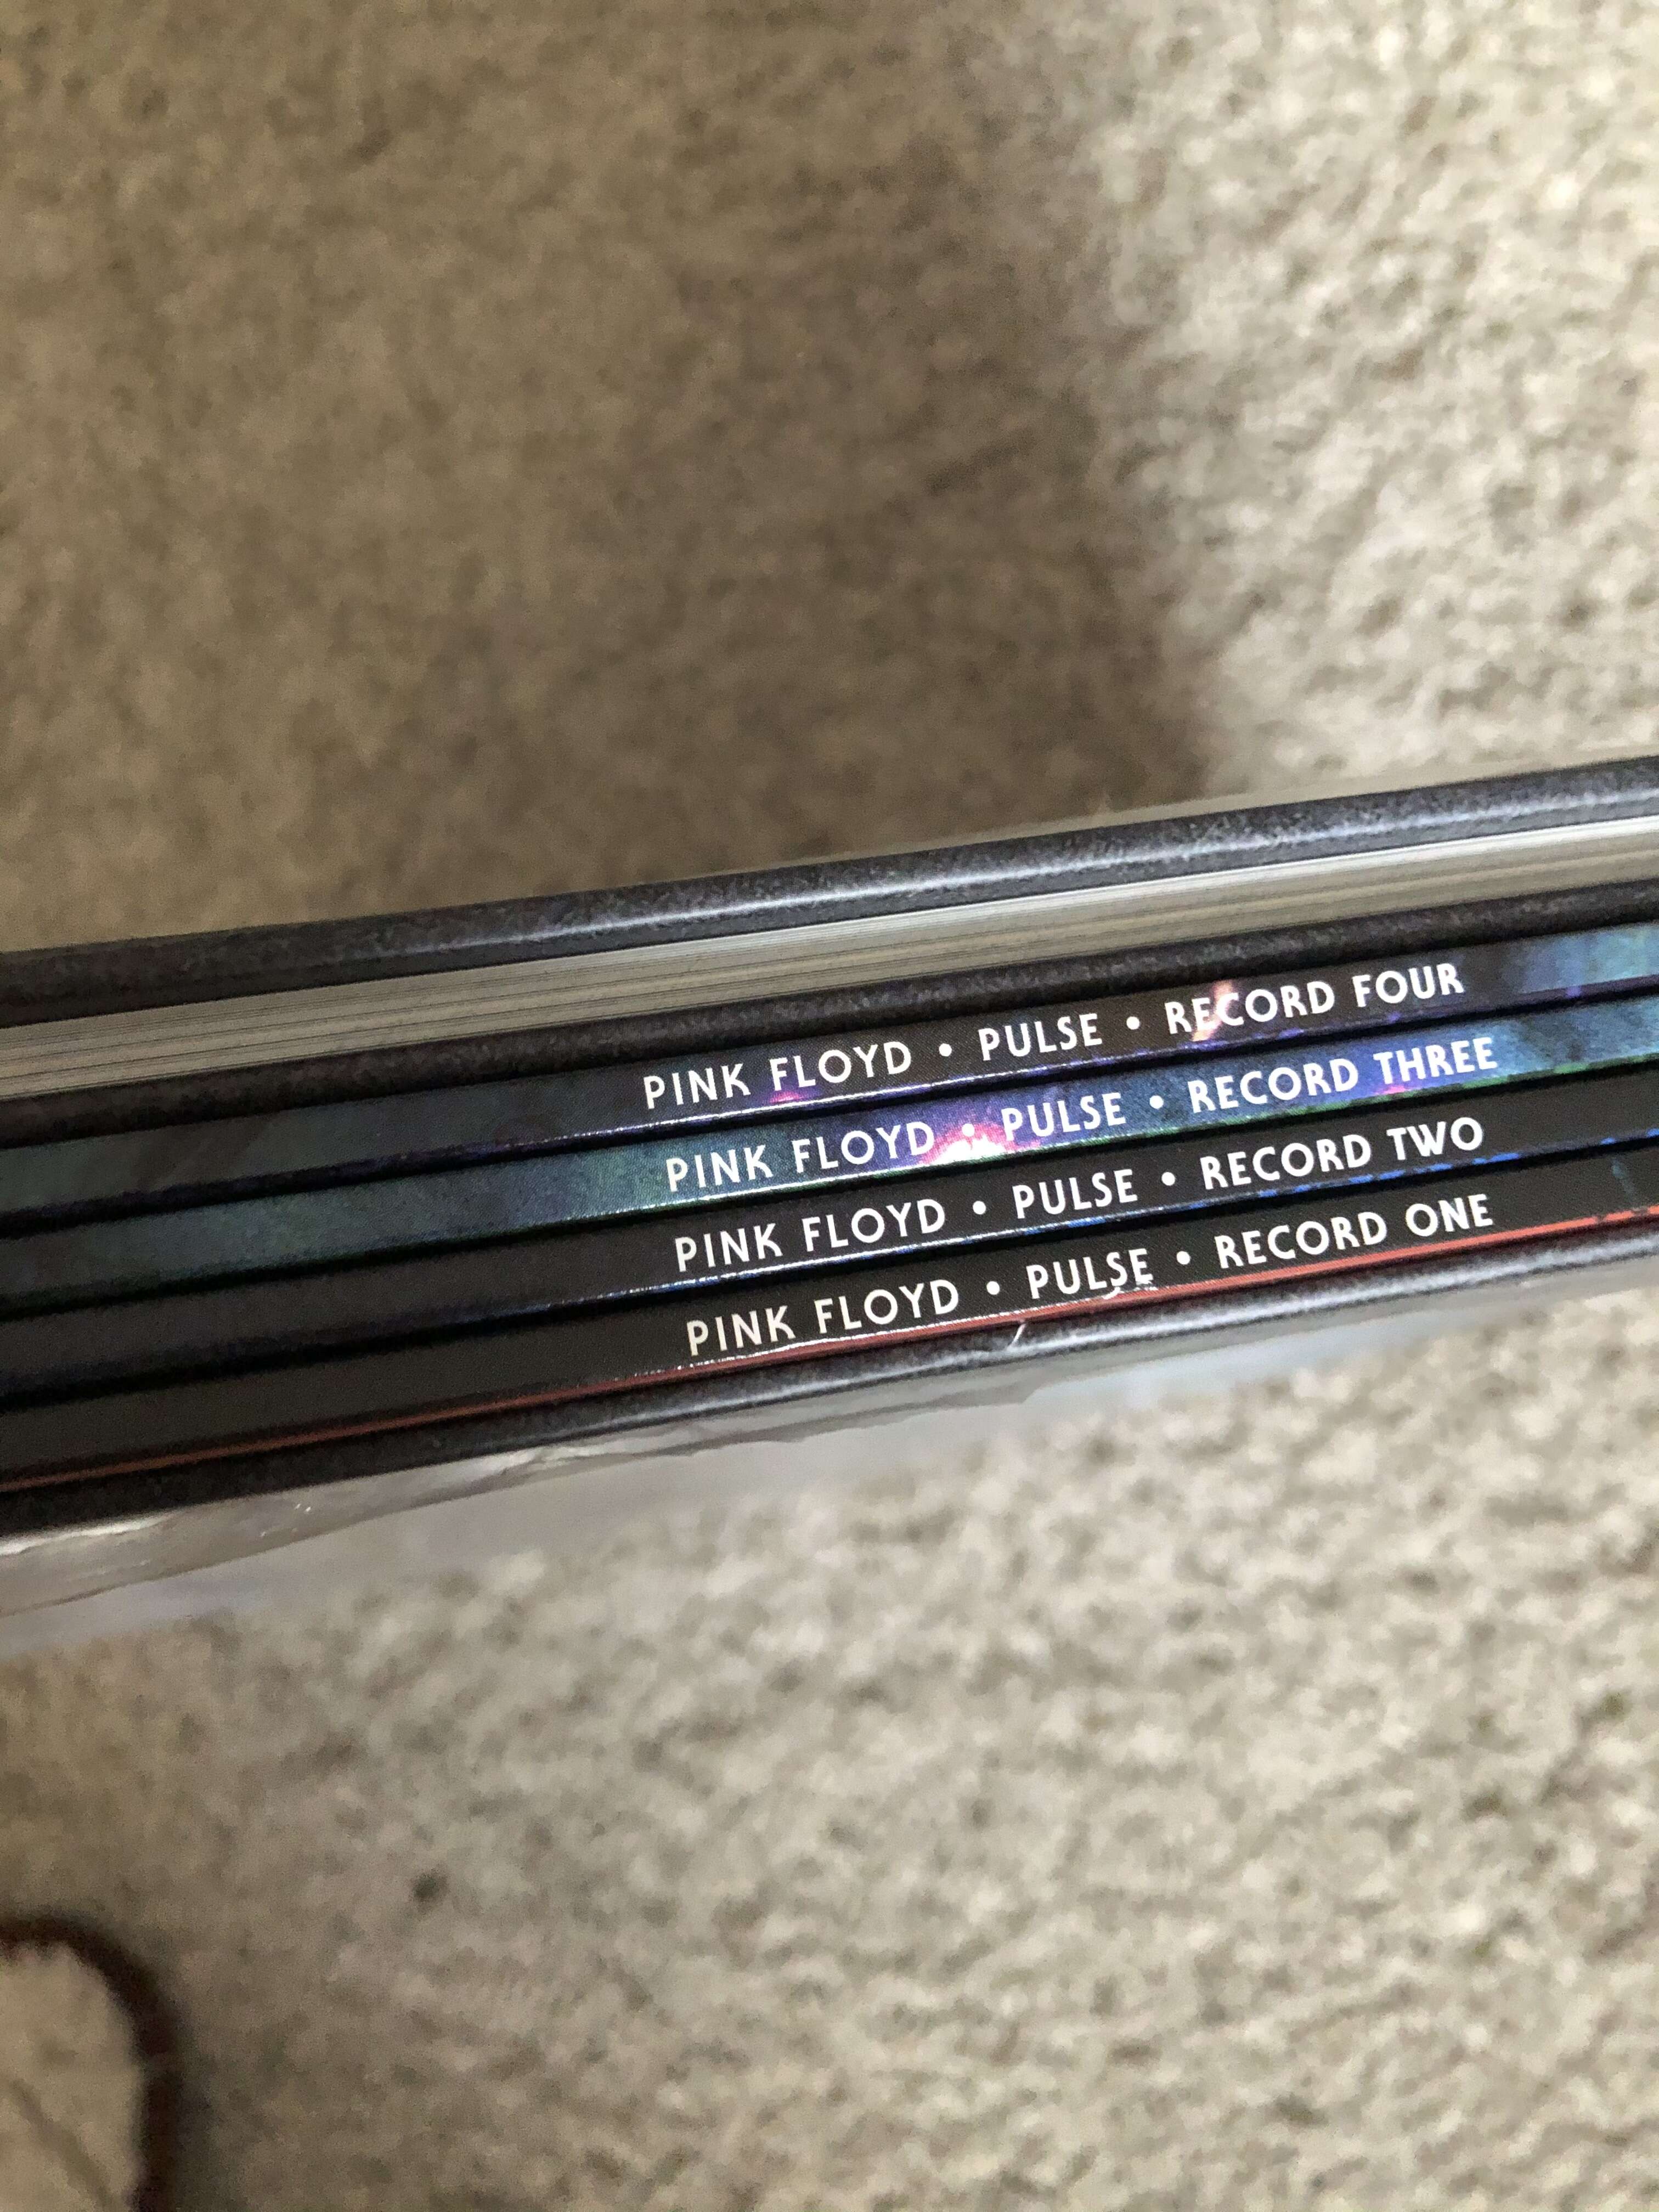 PINK FLOYD • PULSE • RECORD FOUR
PINK FLOYD • PULSE • RECORD THREE
PINK FLOYD • PULSE • RECORD TWO
PINK FLOYD • PULSE • RECORD ONE